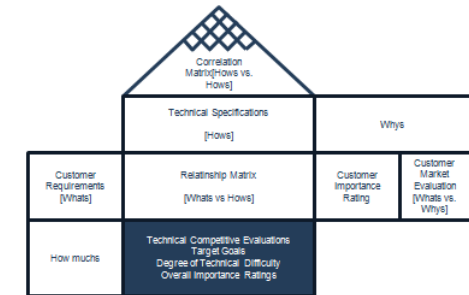 Correlation
Matrix[Hows vs.
Hows]
Technical Specifications
[Hows]
Whys
Customer
Requirements
[Whats]
Relatinship Matrix
[Whats vs Hows]
Customer
Importance
Rating
Customer
Market
Evaluation
[Whats vs.
Whys]
How muchs
Technical Competitive Evaluations
Target Goals
Degree of Technical Difficulty
Overall Importance Ratings